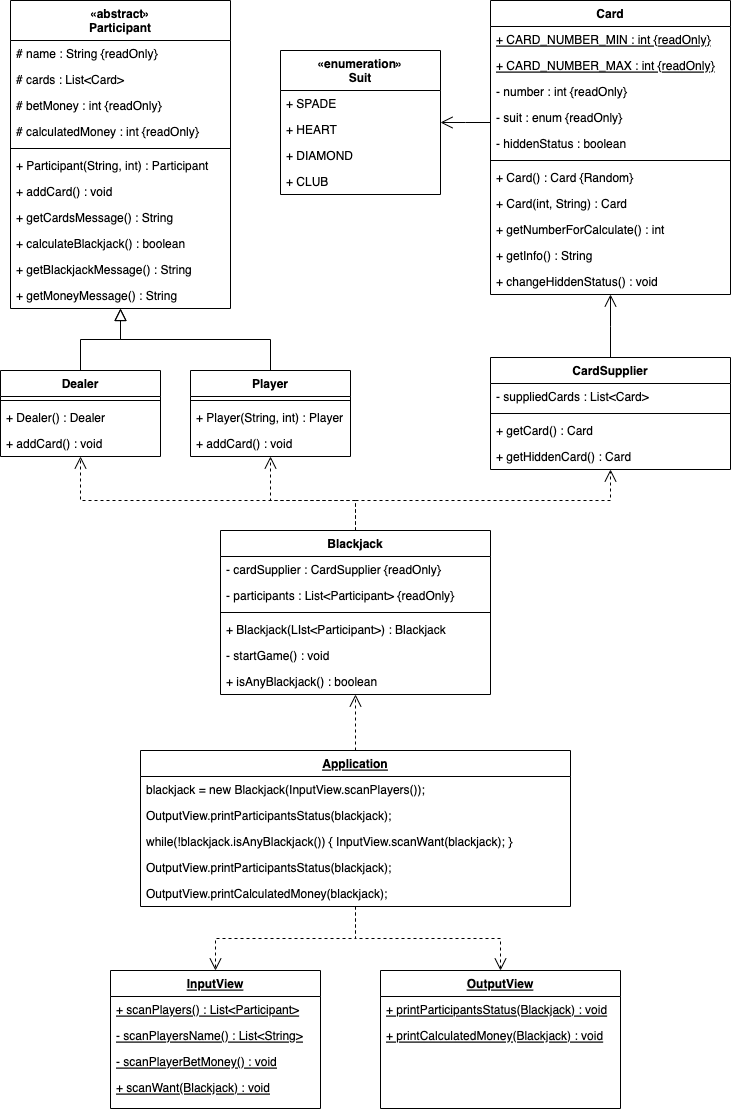 «abstract»
Participant
# name : String {readOnly}
# cards : List<Card>
# betMoney : int {readOnly}
# calculatedMoney : int {readOnly}
+ Participant(String, int) : Participant
+ addCard() : void
+ getCardsMessage() : String
+ calculateBlackjack() : boolean
+ getBlackjackMessage() : String
+ getMoneyMessage() : String
«enumeration»
Suit
+ SPADE
+ HEART
+ DIAMOND
+ CLUB
Card
+ CARD_NUMBER_MIN : int {readOnly}
+ CARD_NUMBER_MAX : int {readOnly}
- number : int {readOnly}
- suit : enum {readOnly}
- hiddenStatus : boolean
+ Card() : Card {Random}
+ Card(int, String) : Card
+ getNumberForCalculate() : int
+ getInfo() : String
+ changeHiddenStatus() : void
Dealer
+ Dealer() : Dealer
+ addCard() : void
Player
+ Player(String, int) : Player
+ addCard() : void
CardSupplier
- suppliedCards : List<Card>
+ getCard() : Card
+ getHiddenCard() : Card
Blackjack
- cardSupplier : CardSupplier {readOnly}
- participants : List<Participant> {readOnly}
+ Blackjack(LIst<Participant>) : Blackjack
- startGame() : void
+ isAnyBlackjack() : boolean
Application
blackjack = new Blackjack(InputView.scanPlayers());
OutputView.printParticipantsStatus(blackjack);
while(!blackjack.isAnyBlackjack()) { InputView.scanWant(blackjack); }
OutputView.printParticipantsStatus(blackjack);
OutputView.printCalculatedMoney(blackjack);
InputView
+ scanPlayers() : List<Participant>
- scanPlayersName() : List<String>
- scanPlayerBetMoney() : void
+ scanWant(Blackjack) : void
OutputView
+ printParticipantsStatus(Blackjack) : void
+ printCalculatedMoney(Blackjack) : void